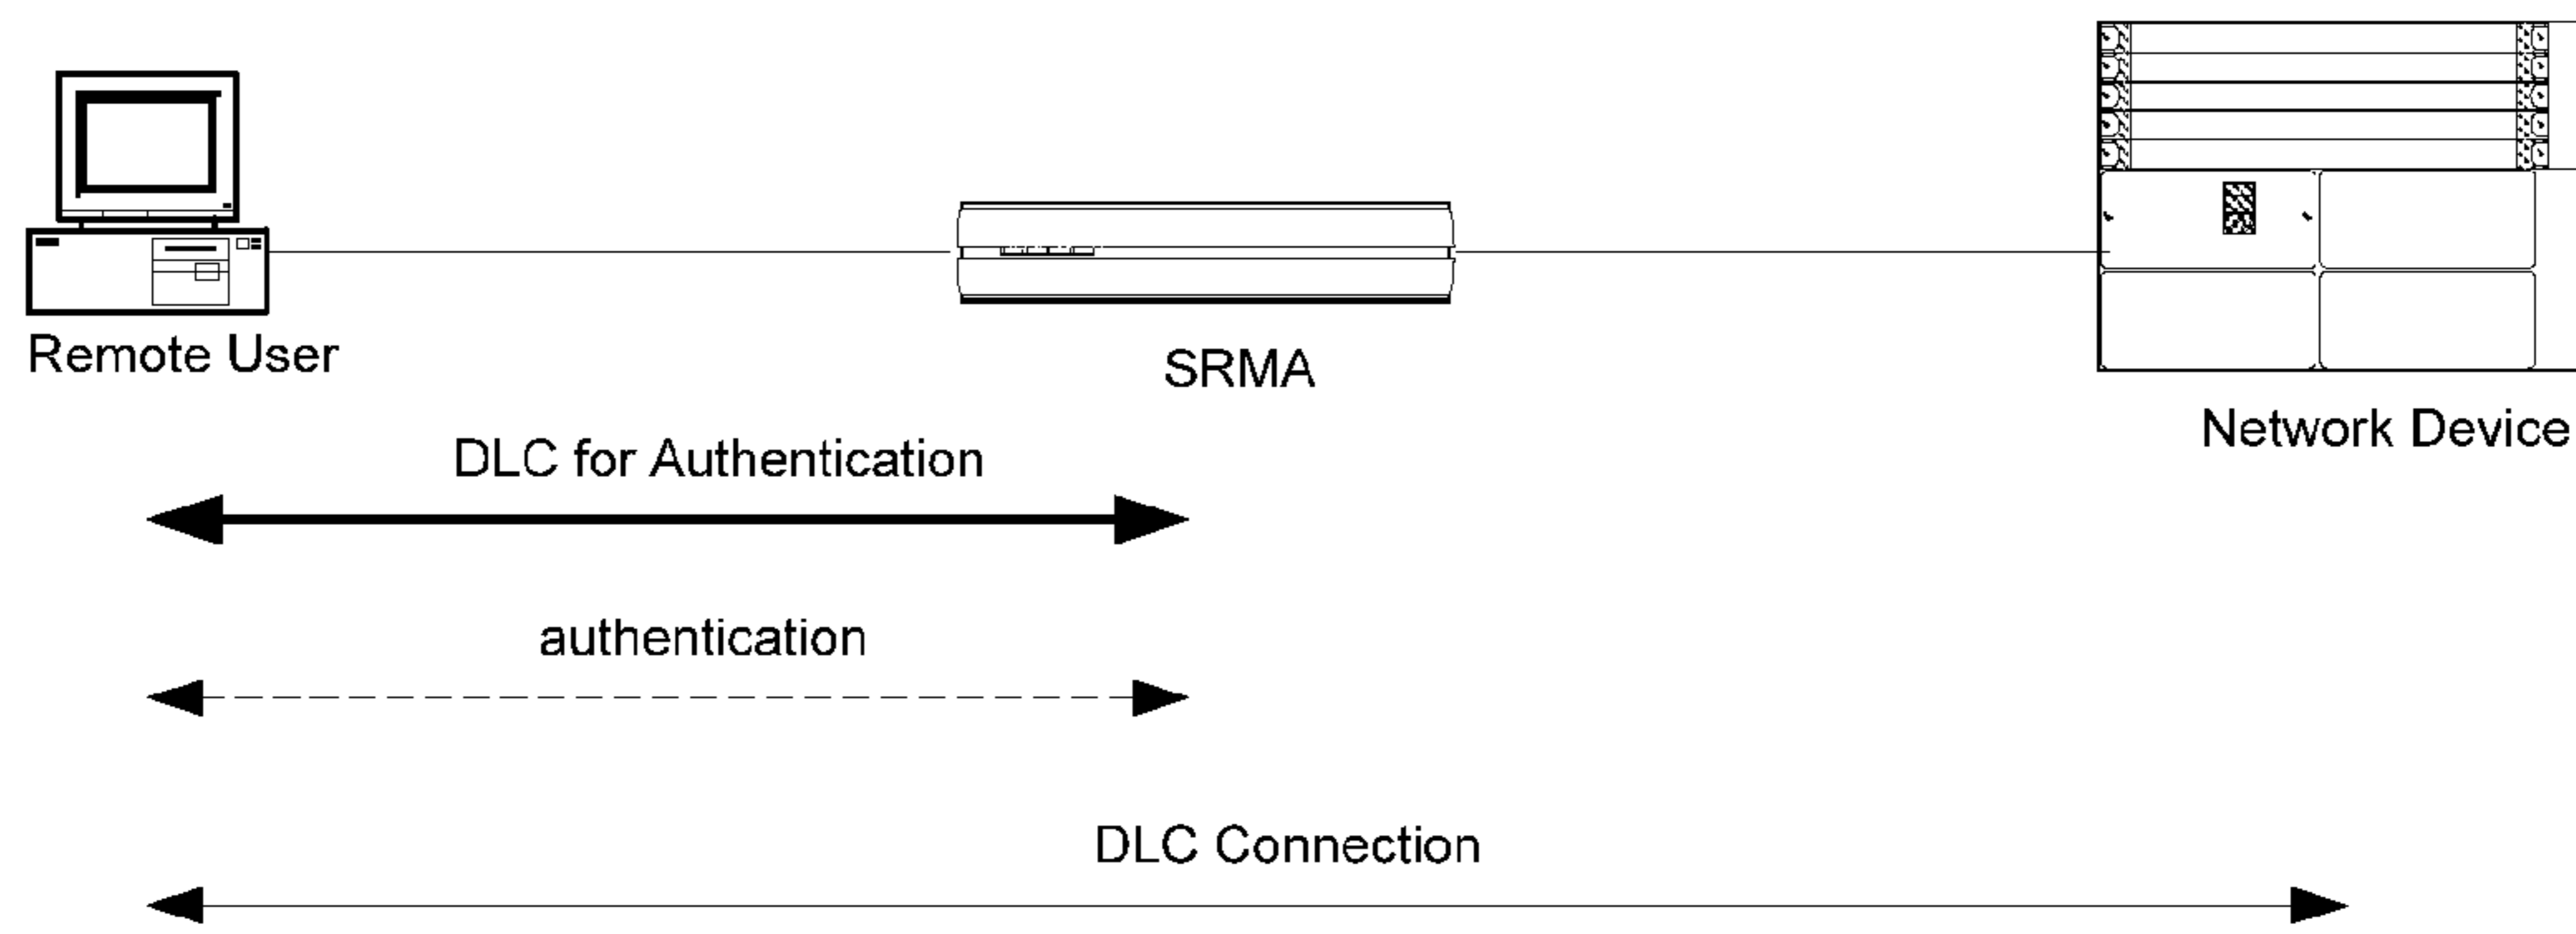 Remote User
SRMA
Network Device
DLC for Authentication
authentication
DLC Connection